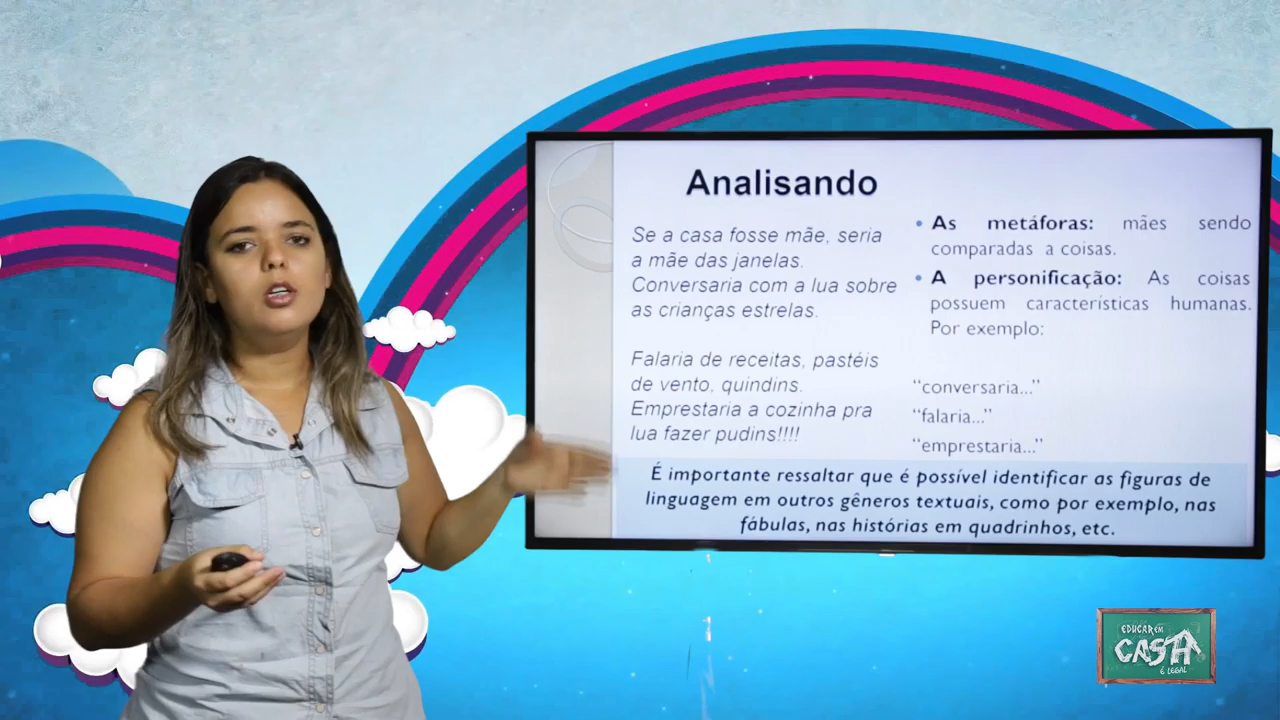 Analisando
Se a casa fosse mãe, seria
a mãe das janelas.
Conversaria com a lua sobre
as crianças estrelas.
Falaria de receitas, pastéis
de vento, quindins.
Emprestaria a cozinha pra
lua fazer pudins!!!!
• As metáforas: mães sendo
comparadas a coisas.
• A personificação: As coisas
possuem características humanas.
Por exemplo:
“conversaria...”
“falaria...”
“emprestaria...”
É importante ressaltar que é possível identificar as figuras de
linguagem em outros gêneros textuais, como por exemplo, nas
fábulas, nas histórias em quadrinhos, etc.
EDUCAR EM
CASA
É LEGAL